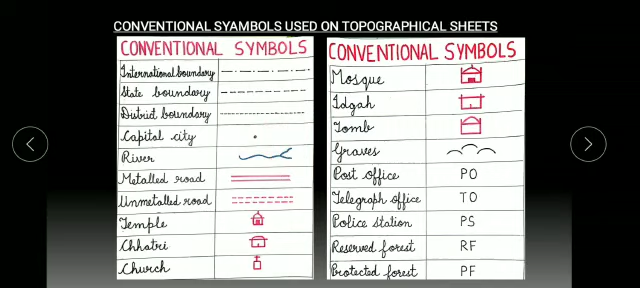 CONVENTIONAL SYAMBOLS USED ON TOPOGRAPHICAL SHEETS
CONVENTIONAL SYMBOLS
International boundary
State boundary
District boundary
Capital city
River
Metalled road
Unmetalled road
Temple
Chhatri
Church
CONVENTIONAL SYMBOLS
Mosque
Idgah
Tomb
Graves
Post office PO
Telegraph office TO
Police station PS
Reserved forest RF
Protected forest PF